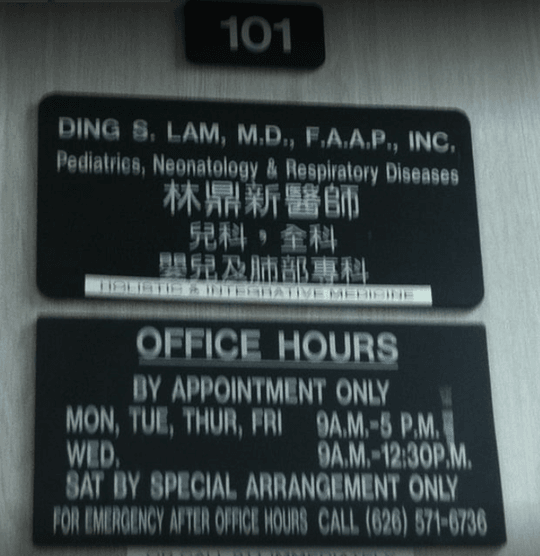 101
DING S. LAM, M.D., F.A.A.P., INC.
Pediatrics, Neonatology & Respiratory Diseases
林鼎新醫師
兒科，全科
嬰兒及肺部專科
HOLISTIC & INTEGRATIVE MEDICINE
OFFICE HOURS
BY APPOINTMENT ONLY
MON, TUE, THUR, FRI 9A.M.-5 P.M.
WED. 9A.M.-12:30P.M.
SAT BY SPECIAL ARRANGEMENT ONLY
FOR EMERGENCY AFTER OFFICE HOURS CALL (626) 571-6736